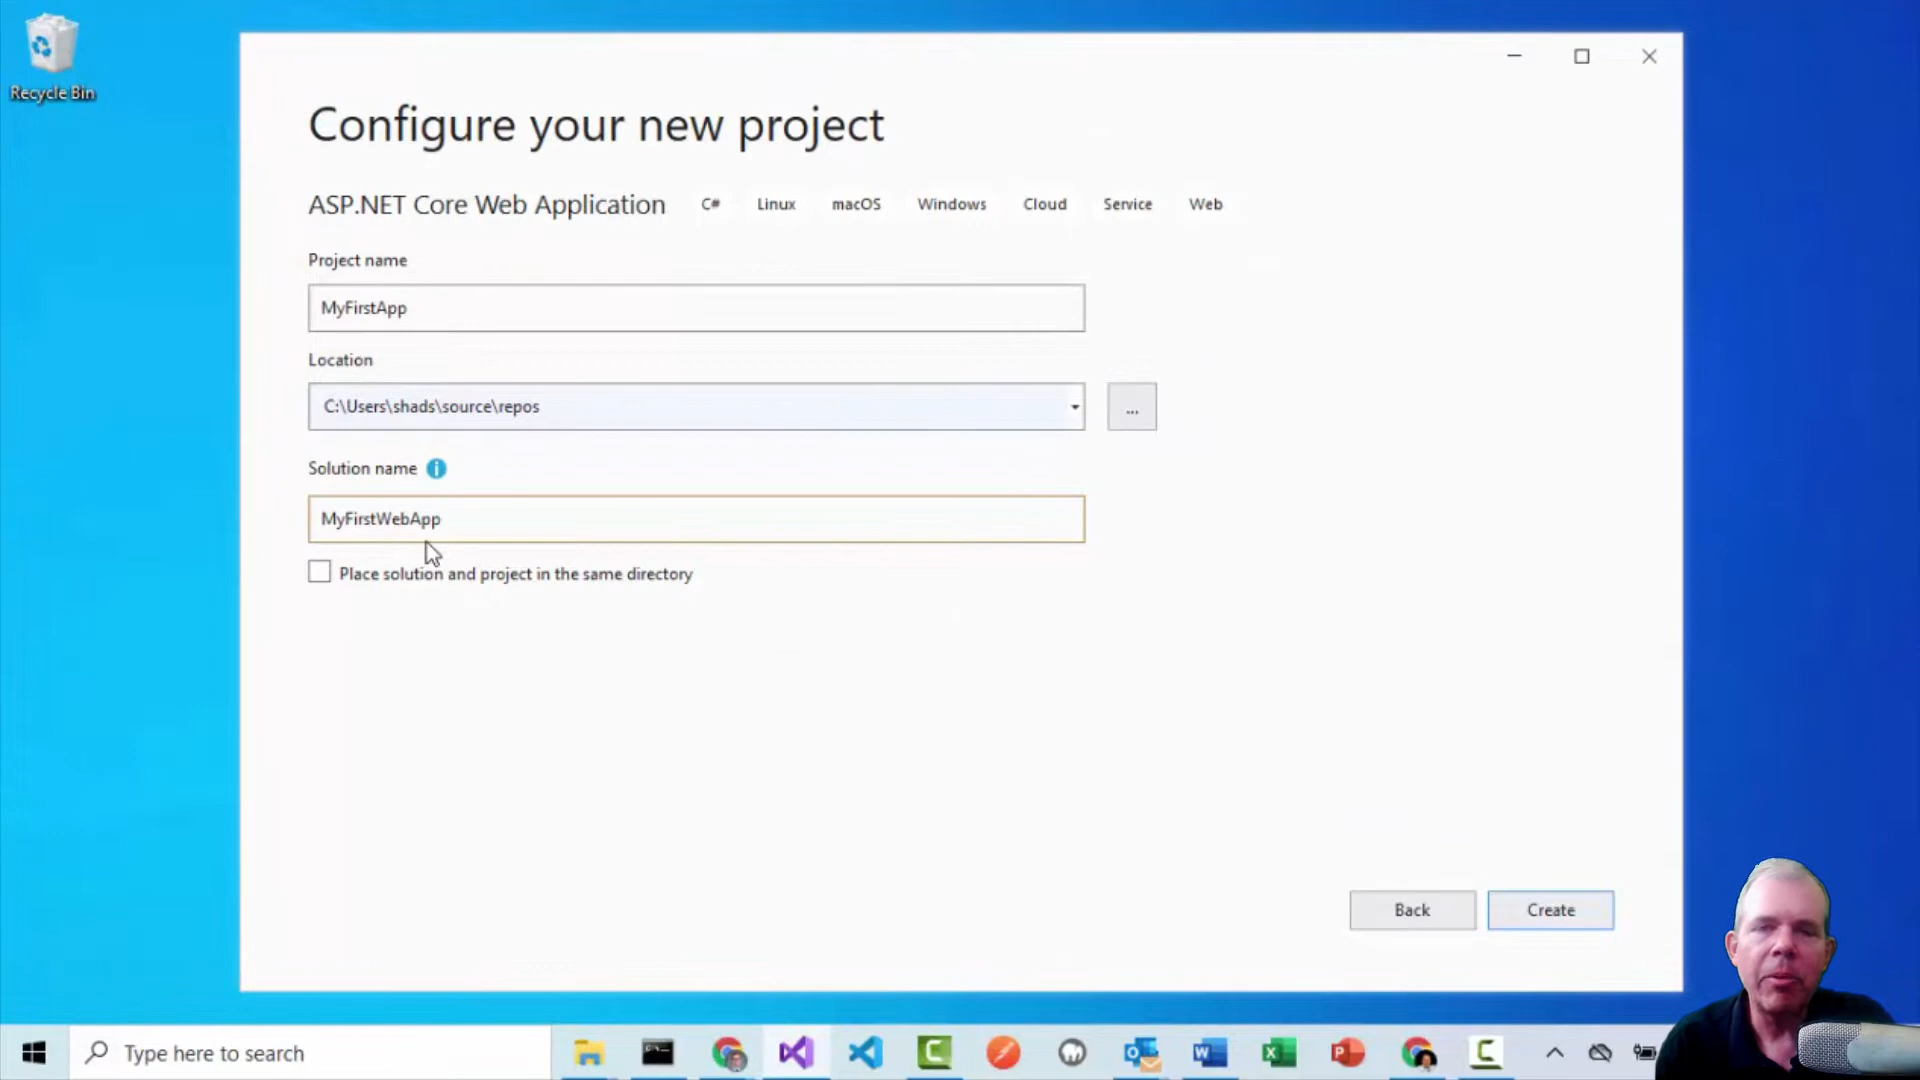 Recycle Bin
Configure your new project
ASP.NET Core Web Application C# Linux macOS Windows Cloud Service Web
Project name
MyFirstApp
Location
C:\Users\shads\source\repos
...
Solution name
MyFirstWebApp
Place solution and project in the same directory
Back
Create
Type here to search